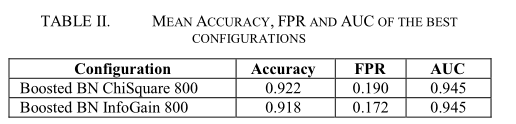 TABLE II. MEAN ACCURACY, FPR AND AUC OF THE BEST
CONFIGURATIONS
Configuration Accuracy FPR AUC
Boosted BN ChiSquare 800 0.922 0.190 0.945
Boosted BN InfoGain 800 0.918 0.172 0.945